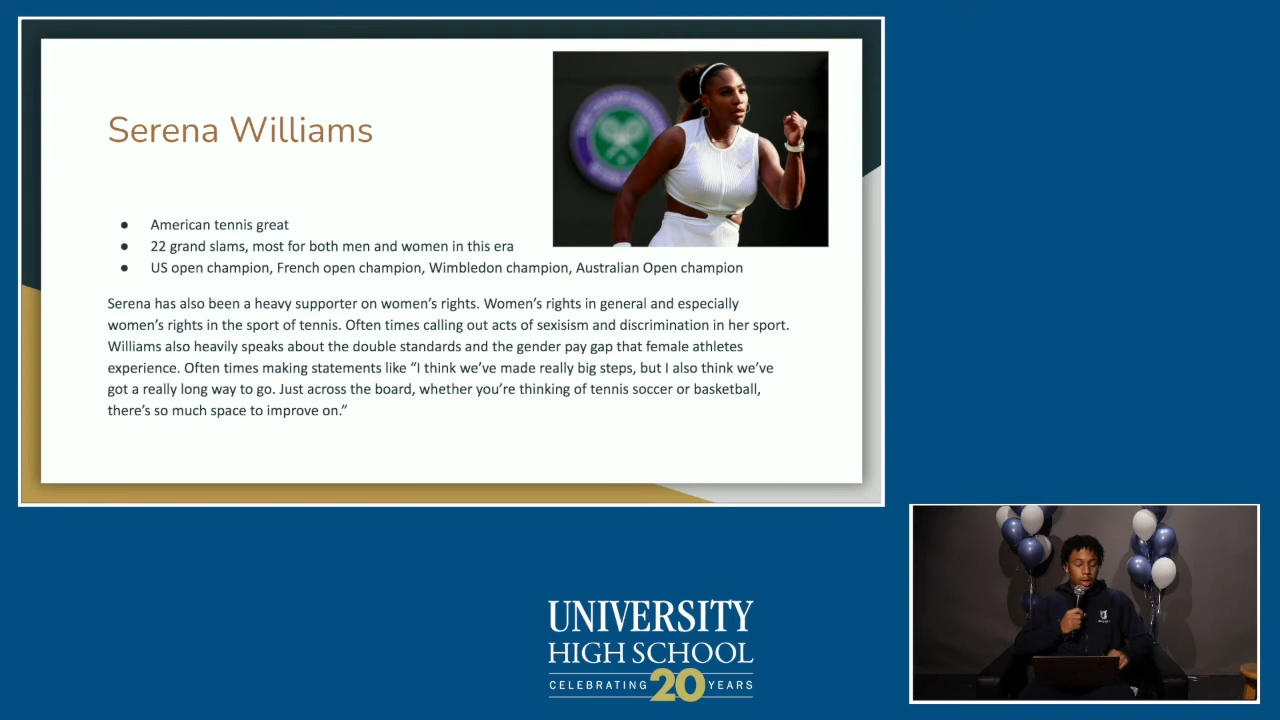 Serena Williams
● American tennis great
● 22 grand slams, most for both men and women in this era
● US open champion, French open champion, Wimbledon champion, Australian Open champion
Serena has also been a heavy supporter on women’s rights. Women’s rights in general and especially
women’s rights in the sport of tennis. Often times calling out acts of sexisism and discrimination in her sport.
Williams also heavily speaks about the double standards and the gender pay gap that female athletes
experience. Often times making statements like “I think we’ve made really big steps, but I also think we’ve
got a really long way to go. Just across the board, whether you’re thinking of tennis soccer or basketball,
there’s so much space to improve on.”
UNIVERSITY
HIGH SCHOOL
CELEBRATING 20 YEARS